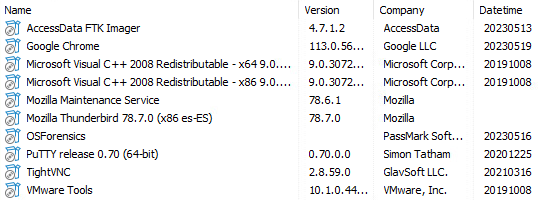 Name Version Company Datetime
AccessData FTK Imager 4.7.1.2 AccessData 20230513
Google Chrome 113.0.56... Google LLC 20230519
Microsoft Visual C++ 2008 Redistributable - x64 9.0.... 9.0.3072... Microsoft Corp... 20191008
Microsoft Visual C++ 2008 Redistributable - x86 9.0.... 9.0.3072... Microsoft Corp... 20191008
Mozilla Maintenance Service 78.6.1 Mozilla
Mozilla Thunderbird 78.7.0 (x86 es-ES) 78.7.0 Mozilla
OSForensics PassMark Soft... 20230516
PuTTY release 0.70 (64-bit) 0.70.0.0 Simon Tatham 20201225
TightVNC 2.8.59.0 GlavSoft LLC. 20210316
VMware Tools 10.1.0.44... VMware, Inc. 20191008